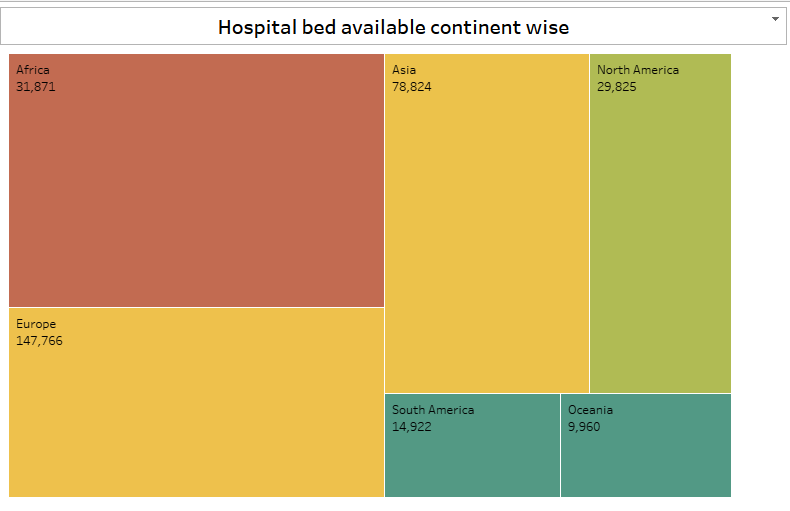 Hospital bed available continent wise
Africa
31,871
Asia
78,824
North America
29,825
Europe
147,766
South America
14,922
Oceania
9,960